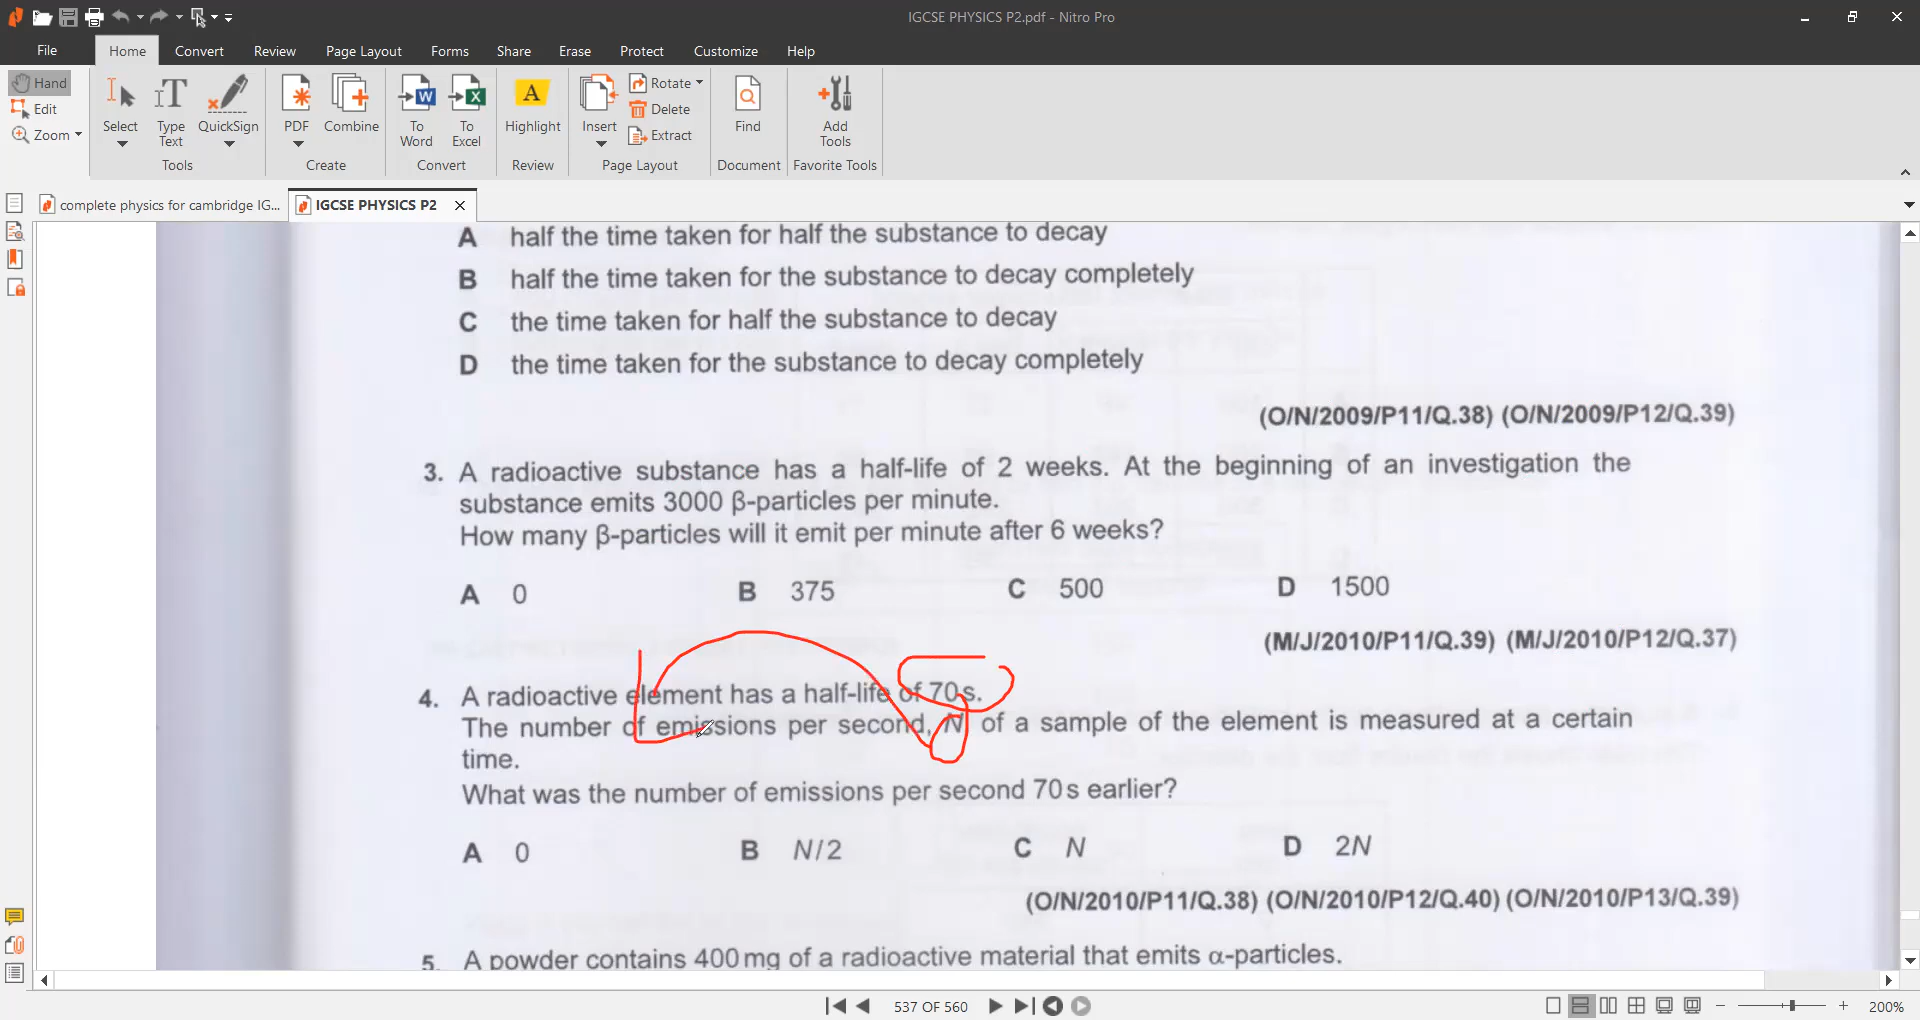 IGCSE PHYSICS P2.pdf - Nitro Pro
File Home Convert Review Page Layout Forms Share Erase Protect Customize Help
Hand
Edit
Zoom
Select
Type Text
QuickSign
Tools
PDF
Combine
Create
To Word
To Excel
Convert
Highlight
Review
Insert
Rotate
Delete
Extract
Page Layout
Find
Document
Add Tools
Favorite Tools
complete physics for cambridge IG...
IGCSE PHYSICS P2
A half the time taken for half the substance to decay
B half the time taken for the substance to decay completely
C the time taken for half the substance to decay
D the time taken for the substance to decay completely
(O/N/2009/P11/Q.38) (O/N/2009/P12/Q.39)
3. A radioactive substance has a half-life of 2 weeks. At the beginning of an investigation the
substance emits 3000 β-particles per minute.
How many β-particles will it emit per minute after 6 weeks?
A 0 B 375 C 500 D 1500
(M/J/2010/P11/Q.39) (M/J/2010/P12/Q.37)
4. A radioactive element has a half-life of 70 s.
The number of emissions per second, N of a sample of the element is measured at a certain
time.
What was the number of emissions per second 70 s earlier?
A 0 B N/2 C N D 2N
(O/N/2010/P11/Q.38) (O/N/2010/P12/Q.40) (O/N/2010/P13/Q.39)
5. A powder contains 400 mg of a radioactive material that emits α-particles.
537 OF 560
200%